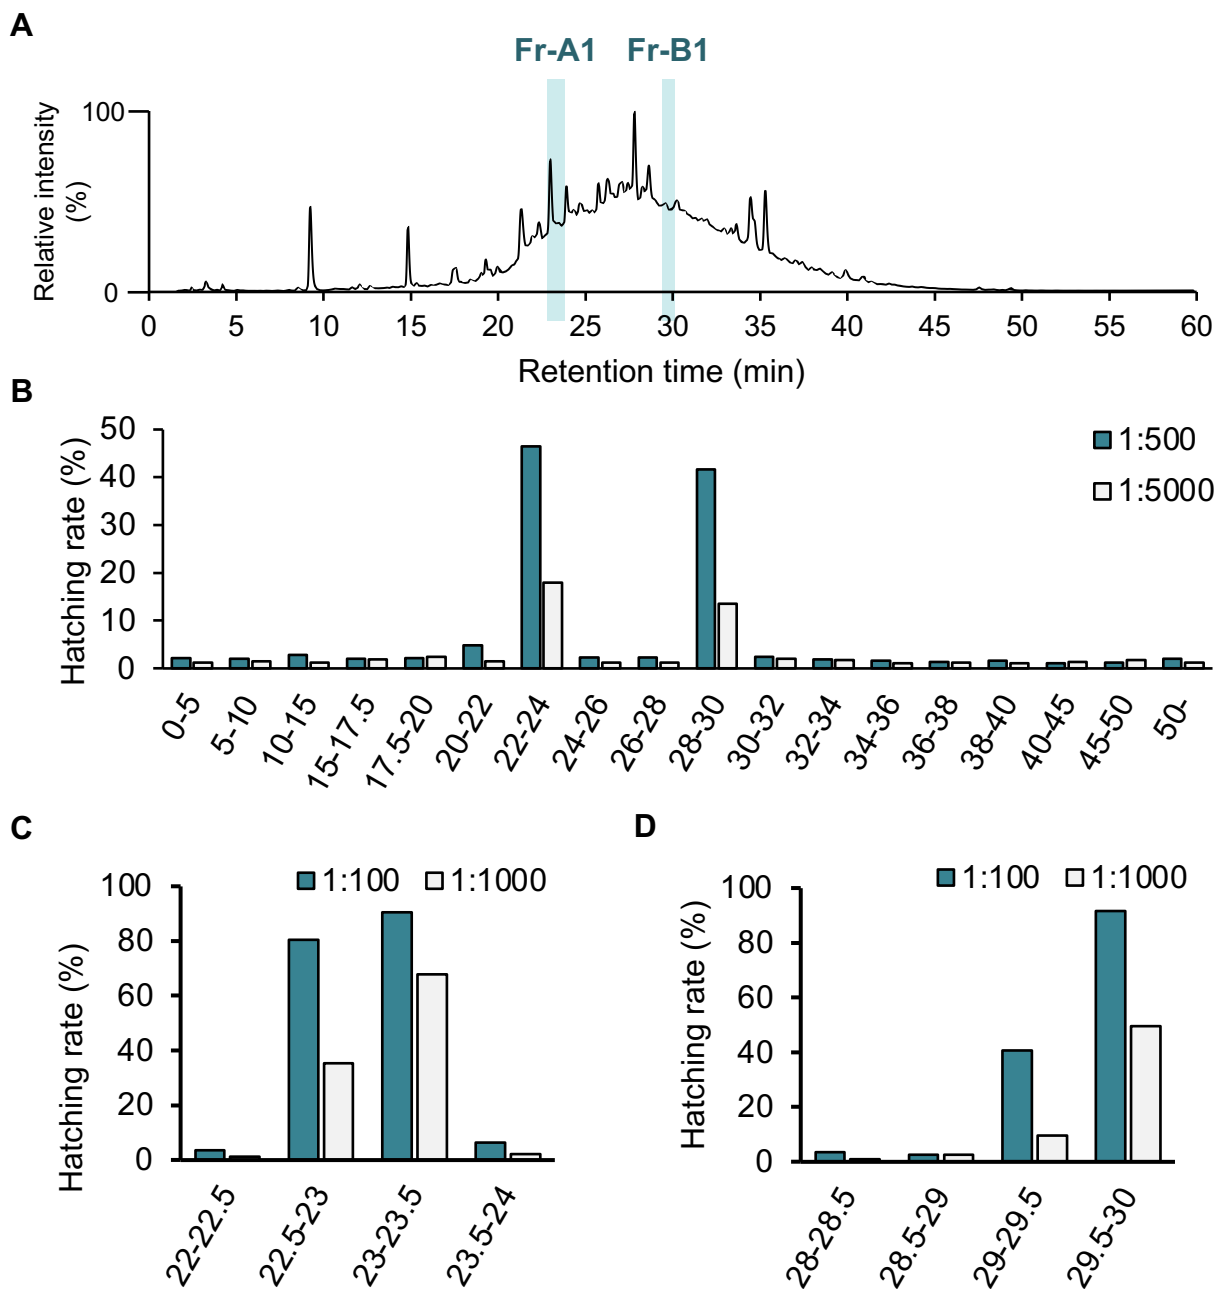 A
Fr-A1 Fr-B1
Relative intensity
(%)
100
0
0 5 10 15 20 25 30 35 40 45 50 55 60
Retention time (min)
B
Hatching rate (%)
50
40
30
20
10
0
1:500
1:5000
0-5 5-10 10-15 15-17.5 17.5-20 20-22 22-24 24-26 26-28 28-30 30-32 32-34 34-36 36-38 38-40 40-45 45-50 50-
C
Hatching rate (%)
100
80
60
40
20
0
1:100 1:1000
22-22.5 22.5-23 23-23.5 23.5-24
D
Hatching rate (%)
100
80
60
40
20
0
1:100 1:1000
28-28.5 28.5-29 29-29.5 29.5-30